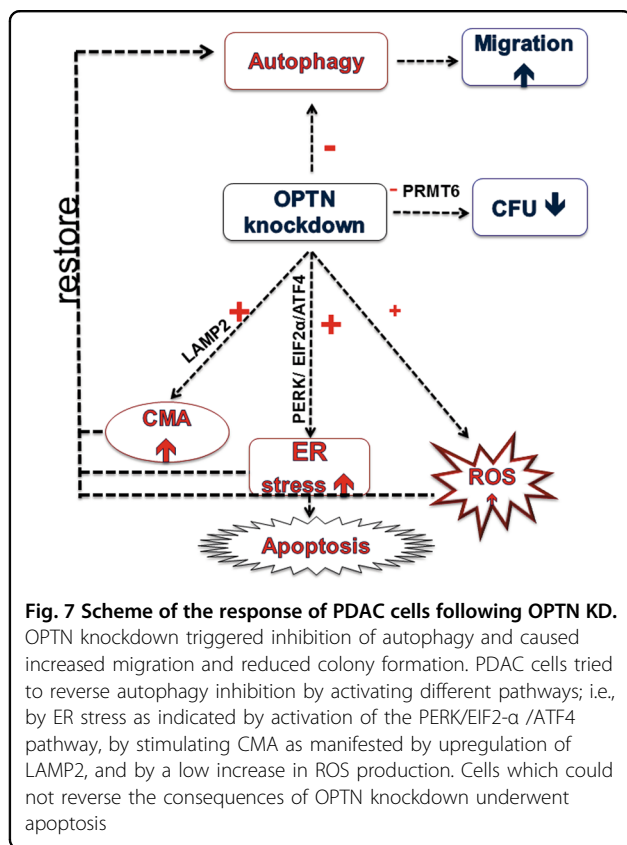 Autophagy
Migration
restore
-
OPTN
knockdown
- PRMT6
CFU
LAMP2
+
PERK/ EIF2α/ATF4
+
+
CMA
ER
stress
ROS
Apoptosis
Fig. 7 Scheme of the response of PDAC cells following OPTN KD.
OPTN knockdown triggered inhibition of autophagy and caused
increased migration and reduced colony formation. PDAC cells tried
to reverse autophagy inhibition by activating different pathways; i.e.,
by ER stress as indicated by activation of the PERK/EIF2-α /ATF4
pathway, by stimulating CMA as manifested by upregulation of
LAMP2, and by a low increase in ROS production. Cells which could
not reverse the consequences of OPTN knockdown underwent
apoptosis